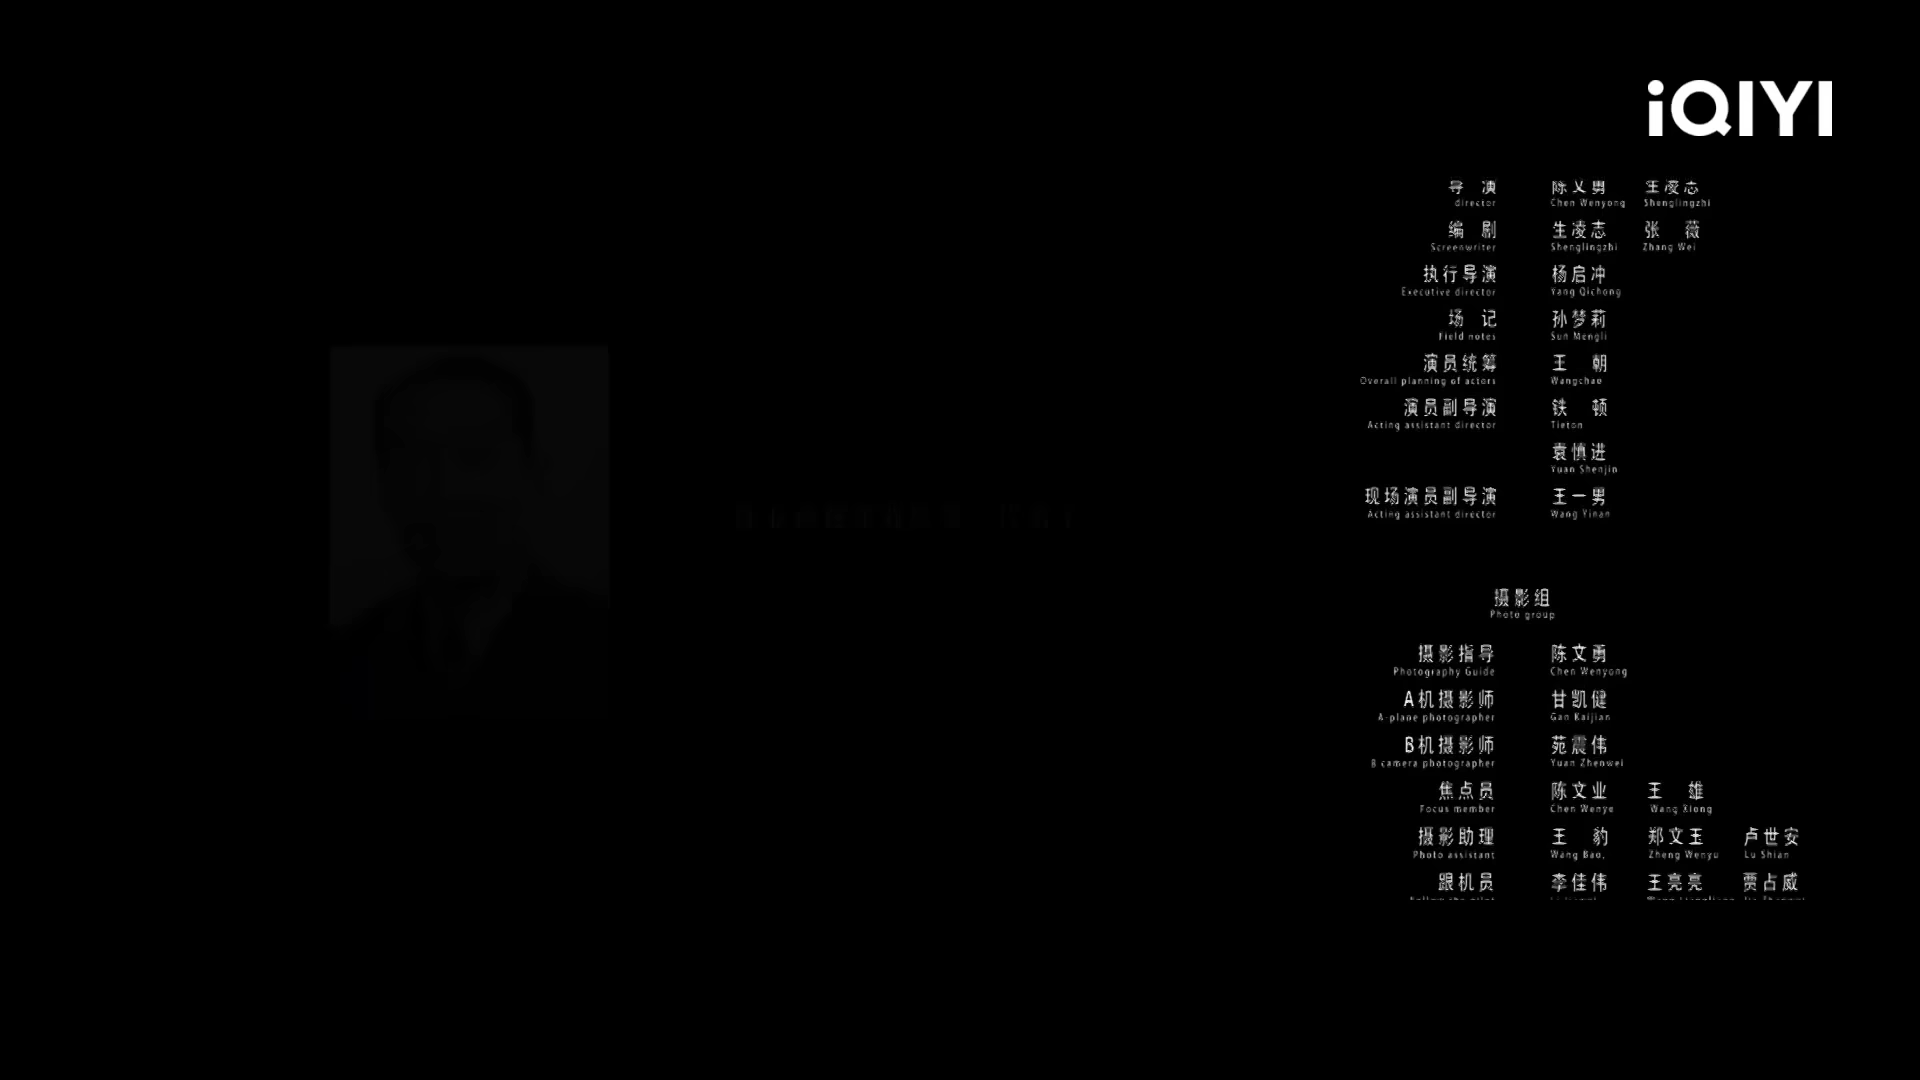 iQIYI
导 演 陈文勇 生凌志
director Chen Wenyong Shenglingzhi
编 剧 生凌志 张 薇
Screenwriter Shenglingzhi Zhang Wei
执行导演 杨启冲
Executive director Yang Qichong
场 记 孙梦莉
Field notes Sun Mengli
演员统筹 王 朝
Overall planning of actors Wangchao
演员副导演 铁 顿
Acting assistant director Tieton
袁慎进
Yuan Shenjin
现场演员副导演 王一男
Acting assistant director Wang Yinan
摄影组
Photo group
摄影指导 陈文勇
Photography Guide Chen Wenyong
A机摄影师 甘凯健
A-plane photographer Gan Kaijian
B机摄影师 苑震伟
B camera photographer Yuan Zhenwei
焦点员 陈文业 王 雄
Focus member Chen Wenye Wang Xiong
摄影助理 王 豹 郑文玉 卢世安
Photo assistant Wang Bao, Zheng Wenyu Lu Shian
跟机员 李佳伟 王亮亮 贾占威